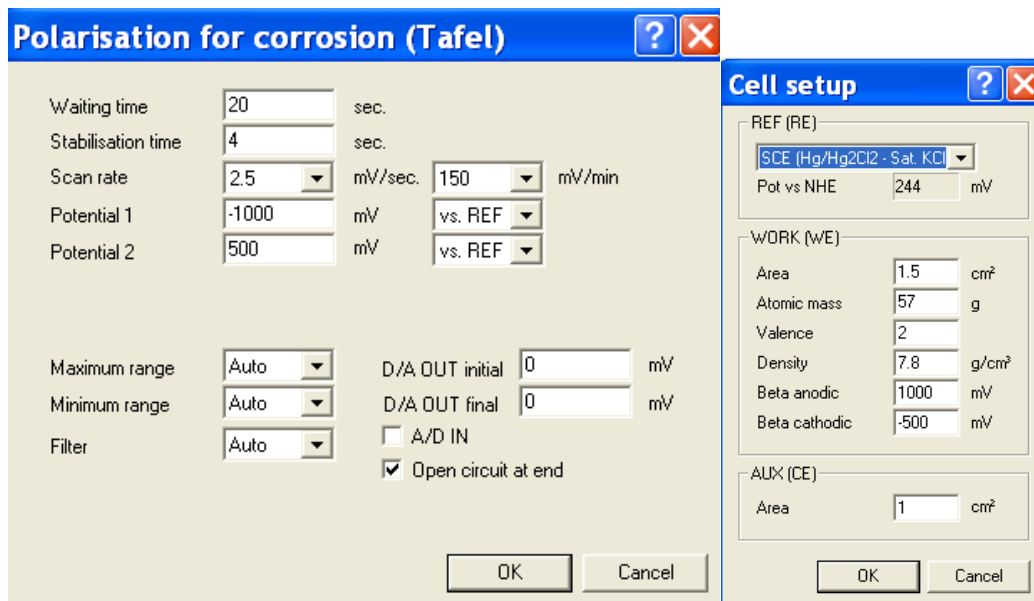 Polarisation for corrosion (Tafel)
Waiting time 20 sec.
Stabilisation time 4 sec.
Scan rate 2.5 mV/sec. 150 mV/min
Potential 1 -1000 mV vs. REF
Potential 2 500 mV vs. REF
Maximum range Auto D/A OUT initial 0 mV
Minimum range Auto D/A OUT final 0 mV
Filter Auto A/D IN
Open circuit at end
OK Cancel
Cell setup
REF (RE)
SCE (Hg/Hg2Cl2 - Sat. KCl
Pot vs NHE 244 mV
WORK (WE)
Area 1.5 cm²
Atomic mass 57 g
Valence 2
Density 7.8 g/cm³
Beta anodic 1000 mV
Beta cathodic -500 mV
AUX (CE)
Area 1 cm²
OK Cancel